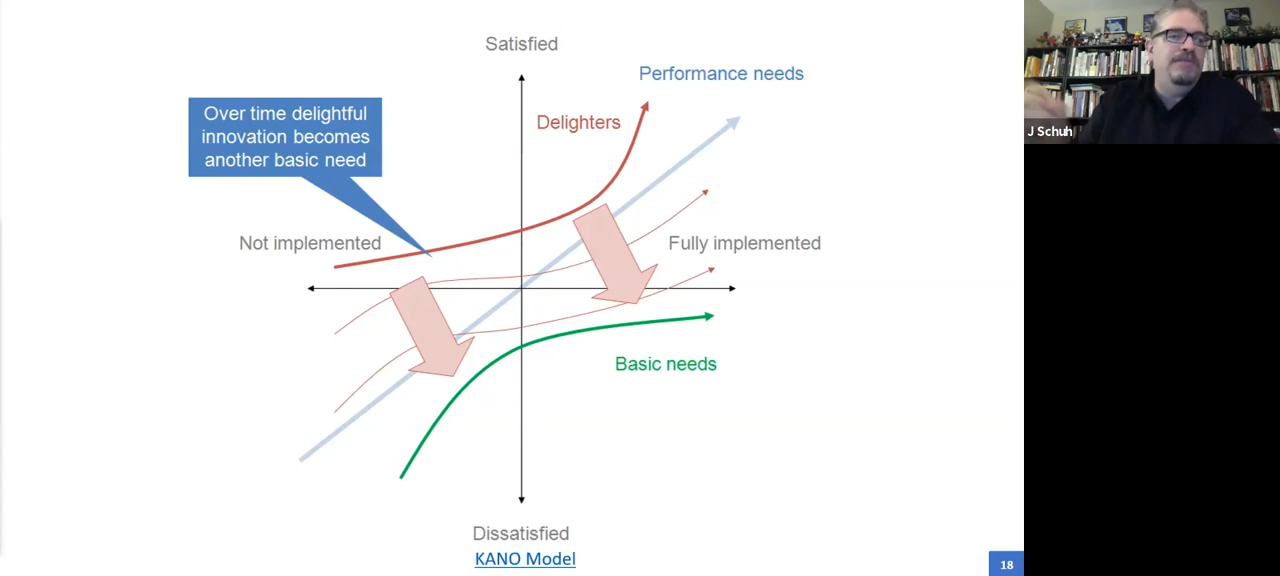 Satisfied
Performance needs
Over time delightful
innovation becomes
another basic need
Delighters
Not implemented
Fully implemented
Basic needs
Dissatisfied
KANO Model
18
J Schuh